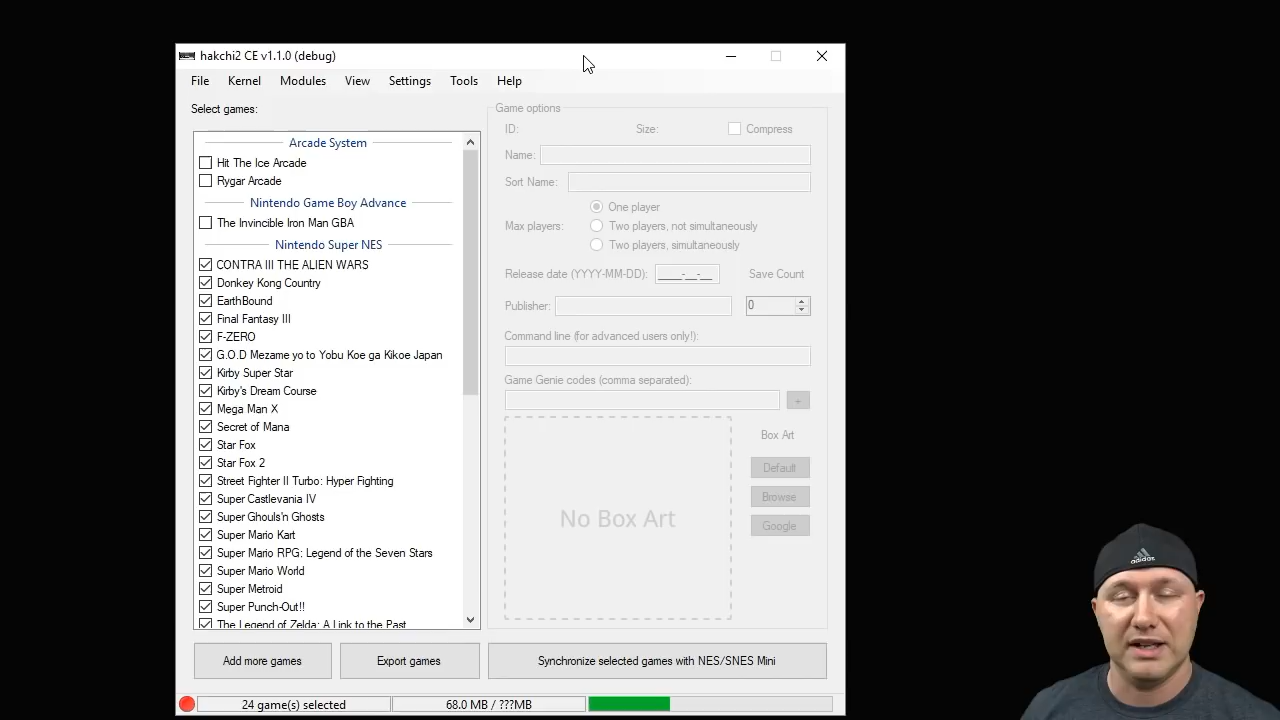 hakchi2 CE v1.1.0 (debug)
File Kernel Modules View Settings Tools Help
Select games:
Arcade System
Hit The Ice Arcade
Rygar Arcade
Nintendo Game Boy Advance
The Invincible Iron Man GBA
Nintendo Super NES
CONTRA III THE ALIEN WARS
Donkey Kong Country
EarthBound
Final Fantasy III
F-ZERO
G.O.D Mezame yo to Yobu Koe ga Kikoe Japan
Kirby Super Star
Kirby's Dream Course
Mega Man X
Secret of Mana
Star Fox
Star Fox 2
Street Fighter II Turbo: Hyper Fighting
Super Castlevania IV
Super Ghouls'n Ghosts
Super Mario Kart
Super Mario RPG: Legend of the Seven Stars
Super Mario World
Super Metroid
Super Punch-Out!!
The Legend of Zelda: A Link to the Past
Game options
ID: Size: Compress
Name:
Sort Name:
One player
Max players: Two players, not simultaneously
Two players, simultaneously
Release date (YYYY-MM-DD): ____-__-__ Save Count
Publisher: 0
Command line (for advanced users only!):
Game Genie codes (comma separated):
+
Box Art
Default
Browse
No Box Art
Google
Add more games Export games Synchronize selected games with NES/SNES Mini
24 game(s) selected 68.0 MB / ???MB
adidas